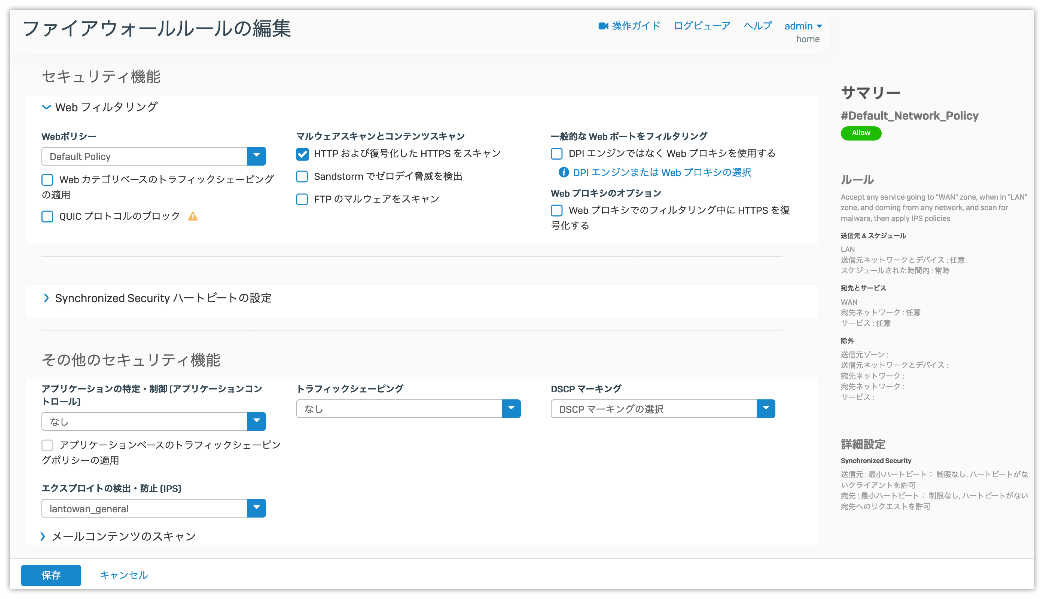 ファイアウォールルールの編集
操作ガイド ログビューア ヘルプ admin
home
セキュリティ機能
Web フィルタリング
Webポリシー
Default Policy
Web カテゴリベースのトラフィックシェーピング
の適用
QUIC プロトコルのブロック
マルウェアスキャンとコンテンツスキャン
HTTP および復号化した HTTPS をスキャン
Sandstorm でゼロデイ脅威を検出
FTP のマルウェアをスキャン
一般的な Web ポートをフィルタリング
DPI エンジンではなく Web プロキシを使用する
DPI エンジンまたは Web プロキシの選択
Web プロキシのオプション
Web プロキシでのフィルタリング中に HTTPS を復
号化する
Synchronized Security ハートビートの設定
その他のセキュリティ機能
アプリケーションの特定・制御 [アプリケーションコン
トロール]
なし
アプリケーションベースのトラフィックシェーピン
グポリシーの適用
エクスプロイトの検出・防止 [IPS]
lantowan_general
トラフィックシェーピング
なし
DSCP マーキング
DSCP マーキングの選択
メールコンテンツのスキャン
保存 キャンセル
サマリー
#Default_Network_Policy
Allow
ルール
Accept any service going to "WAN" zone, when in "LAN"
zone, and coming from any network, and scan for
malware, then apply IPS policies
送信元 & スケジュール
LAN
送信元ネットワークとデバイス : 任意
スケジュールされた時間内 : 常時
宛先とサービス
WAN
宛先ネットワーク : 任意
サービス : 任意
除外
送信元ゾーン :
送信元ネットワークとデバイス :
宛先ネットワーク :
宛先ネットワーク :
サービス :
詳細設定
Synchronized Security
送信元 : 最小ハートビート : 制限なし, ハートビートがな
いクライアントを許可
宛先 : 最小ハートビート : 制限なし, ハートビートがない
宛先へのリクエストを許可